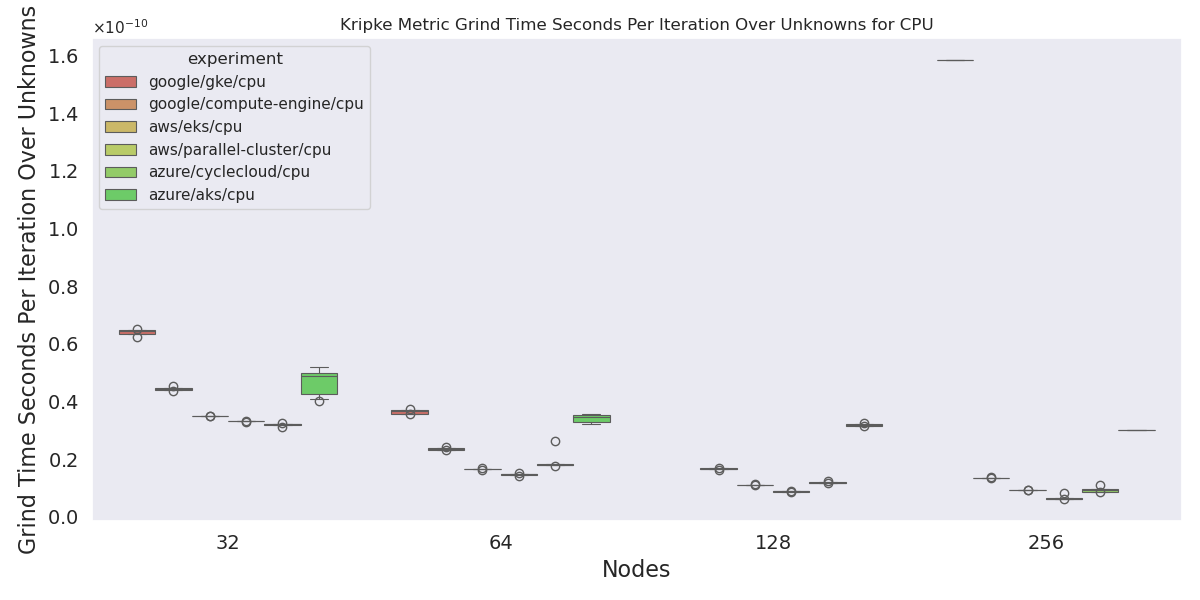 Kripke Metric Grind Time Seconds Per Iteration Over Unknowns for CPU
×10⁻¹⁰
Grind Time Seconds Per Iteration Over Unknowns
1.6
1.4
1.2
1.0
0.8
0.6
0.4
0.2
0.0
experiment
google/gke/cpu
google/compute-engine/cpu
aws/eks/cpu
aws/parallel-cluster/cpu
azure/cyclecloud/cpu
azure/aks/cpu
32
64
128
256
Nodes